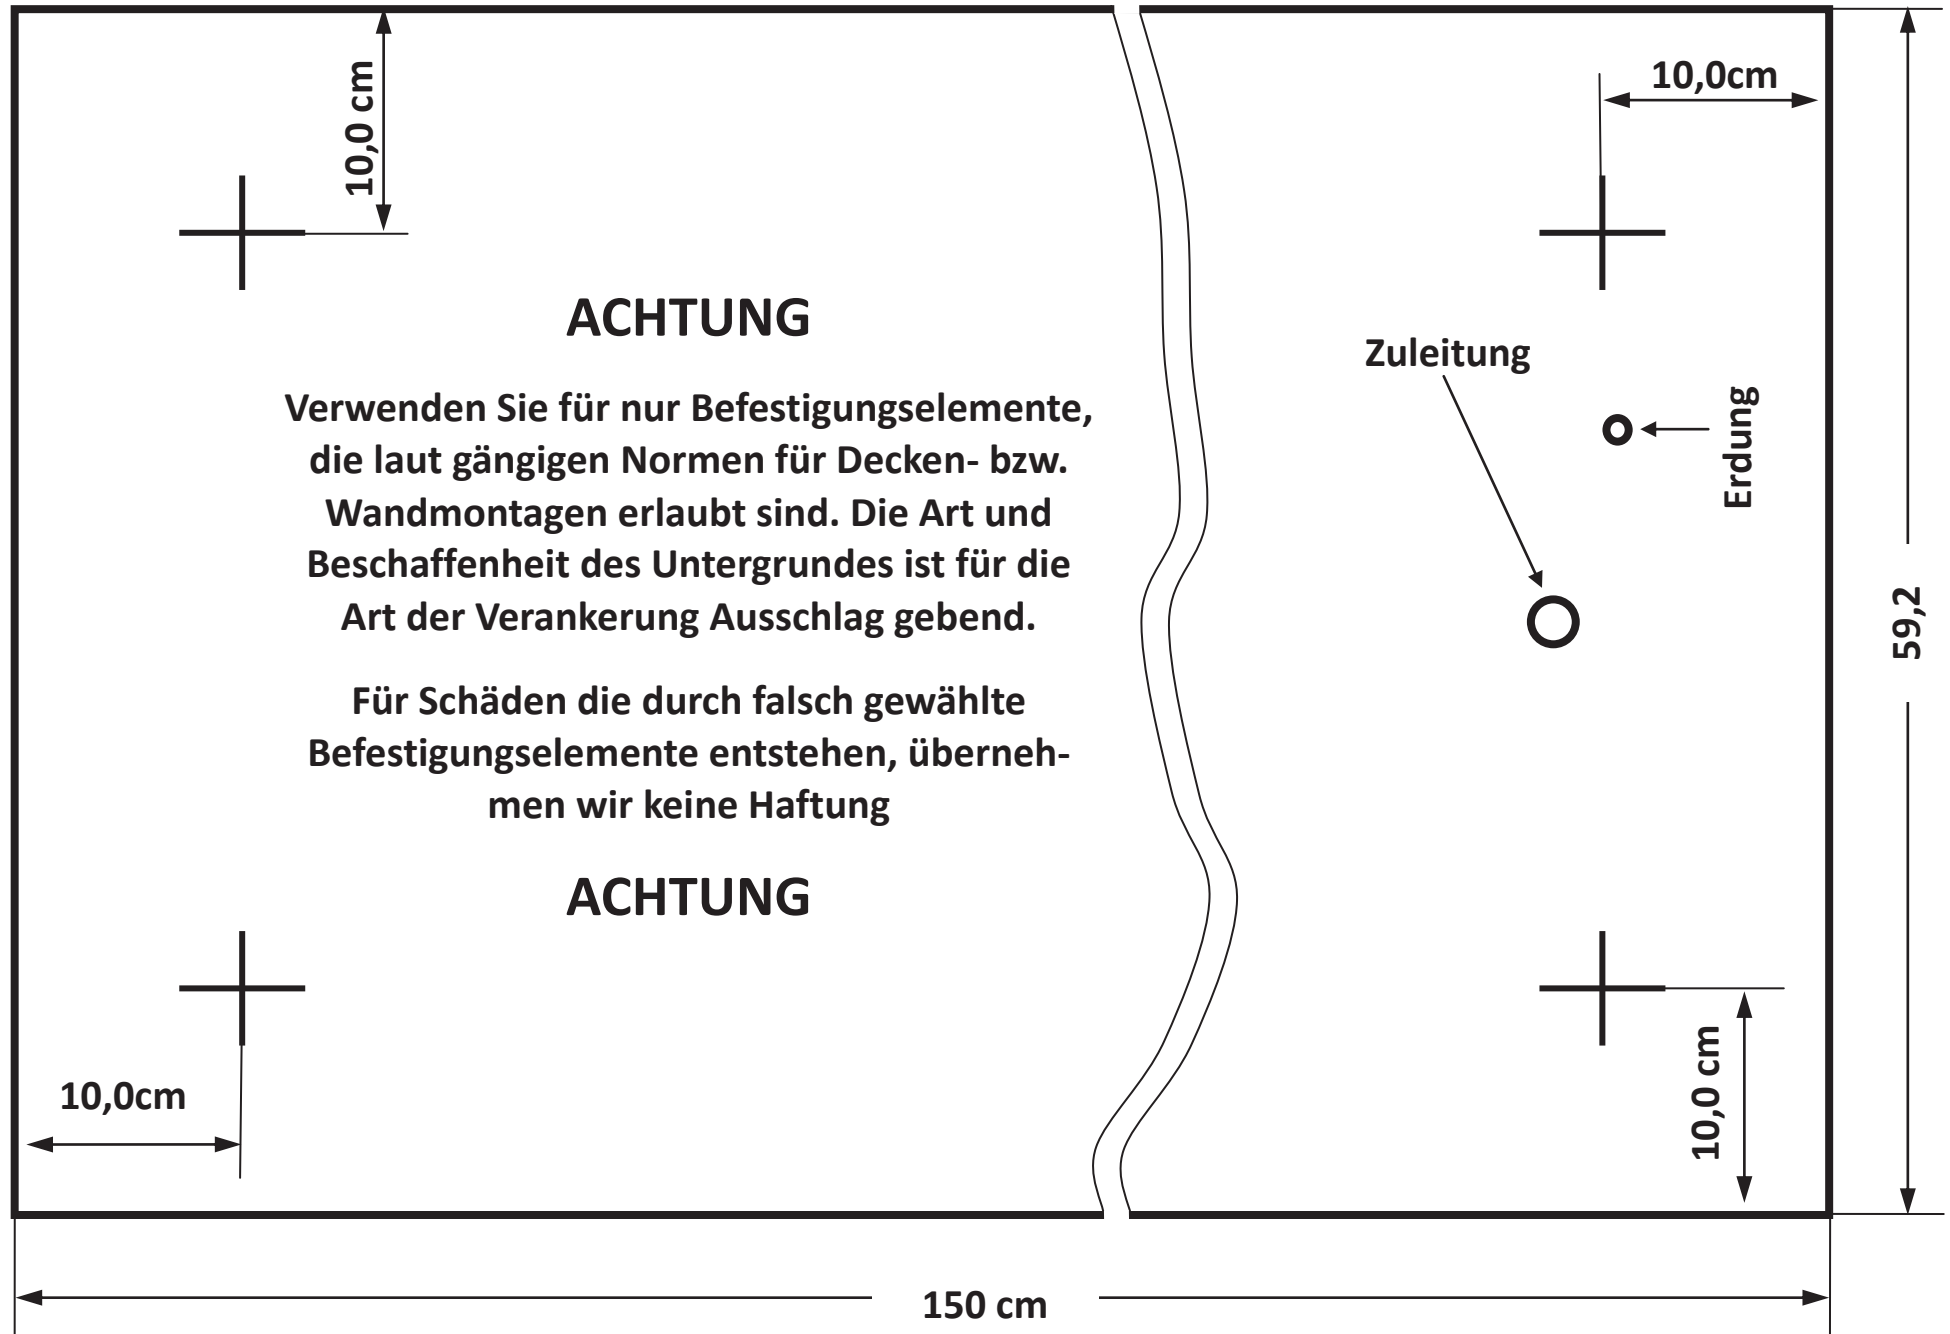 10,0 cm
10,0cm
ACHTUNG
Verwenden Sie für nur Befestigungselemente,
die laut gängigen Normen für Decken- bzw.
Wandmontagen erlaubt sind. Die Art und
Beschaffenheit des Untergrundes ist für die
Art der Verankerung Ausschlag gebend.
Für Schäden die durch falsch gewählte
Befestigungselemente entstehen, überneh-
men wir keine Haftung
ACHTUNG
Zuleitung
Erdung
59,2
10,0cm
10,0 cm
150 cm